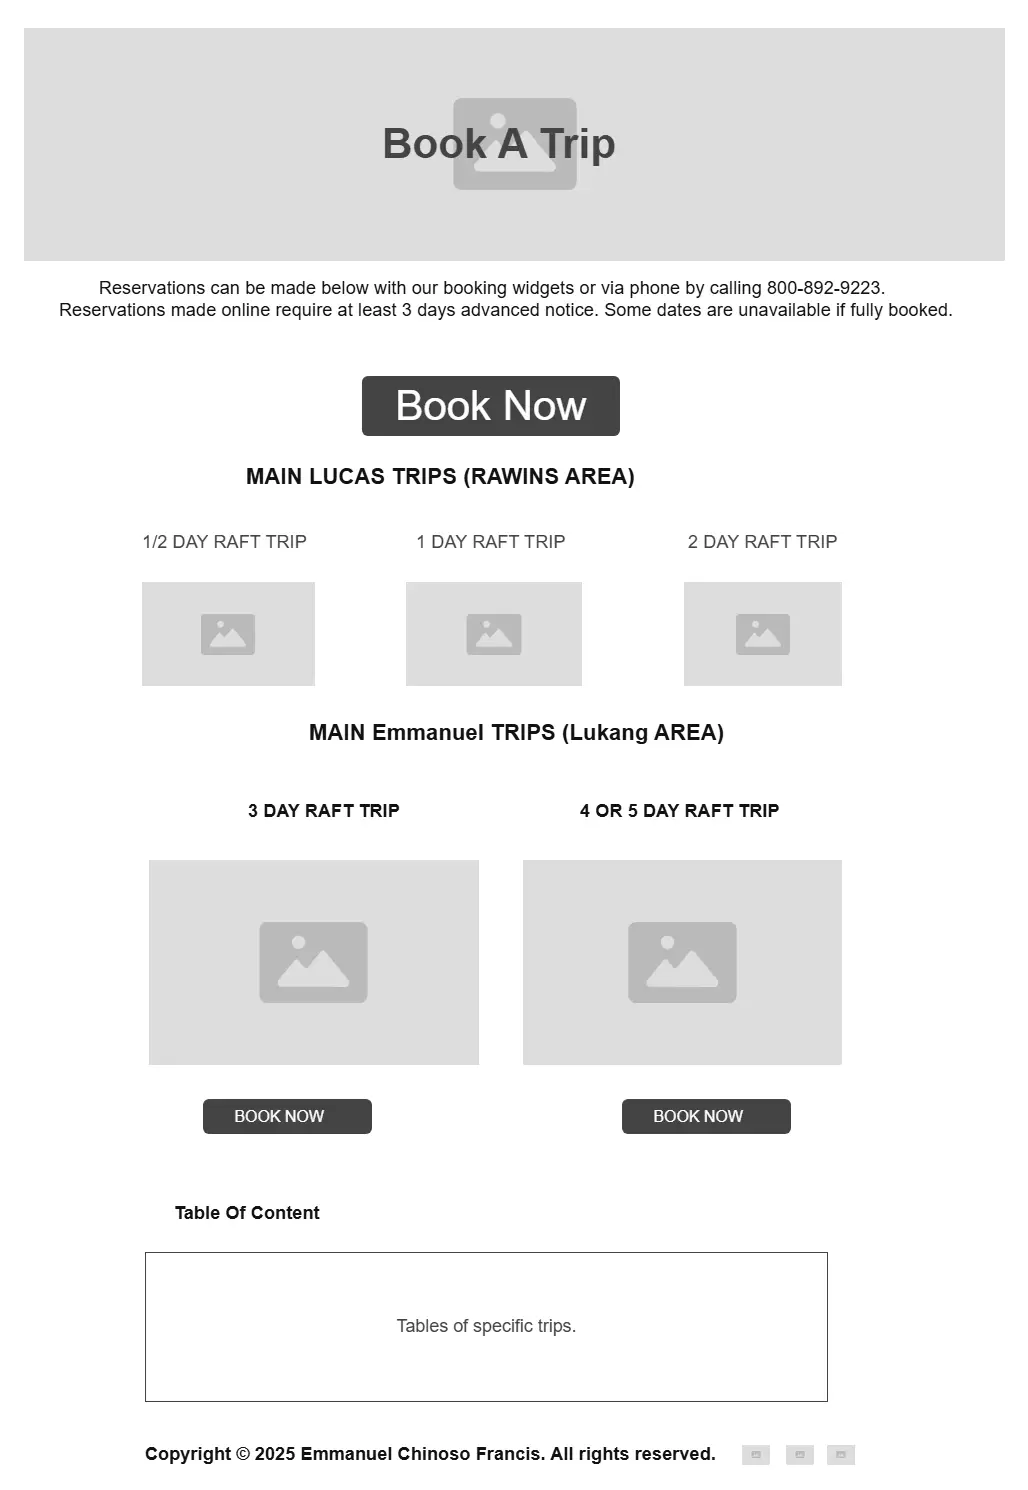 Book A Trip
Reservations can be made below with our booking widgets or via phone by calling 800-892-9223.
Reservations made online require at least 3 days advanced notice. Some dates are unavailable if fully booked.
Book Now
MAIN LUCAS TRIPS (RAWINS AREA)
1/2 DAY RAFT TRIP
1 DAY RAFT TRIP
2 DAY RAFT TRIP
MAIN Emmanuel TRIPS (Lukang AREA)
3 DAY RAFT TRIP
4 OR 5 DAY RAFT TRIP
BOOK NOW
BOOK NOW
Table Of Content
Tables of specific trips.
Copyright © 2025 Emmanuel Chinoso Francis. All rights reserved.